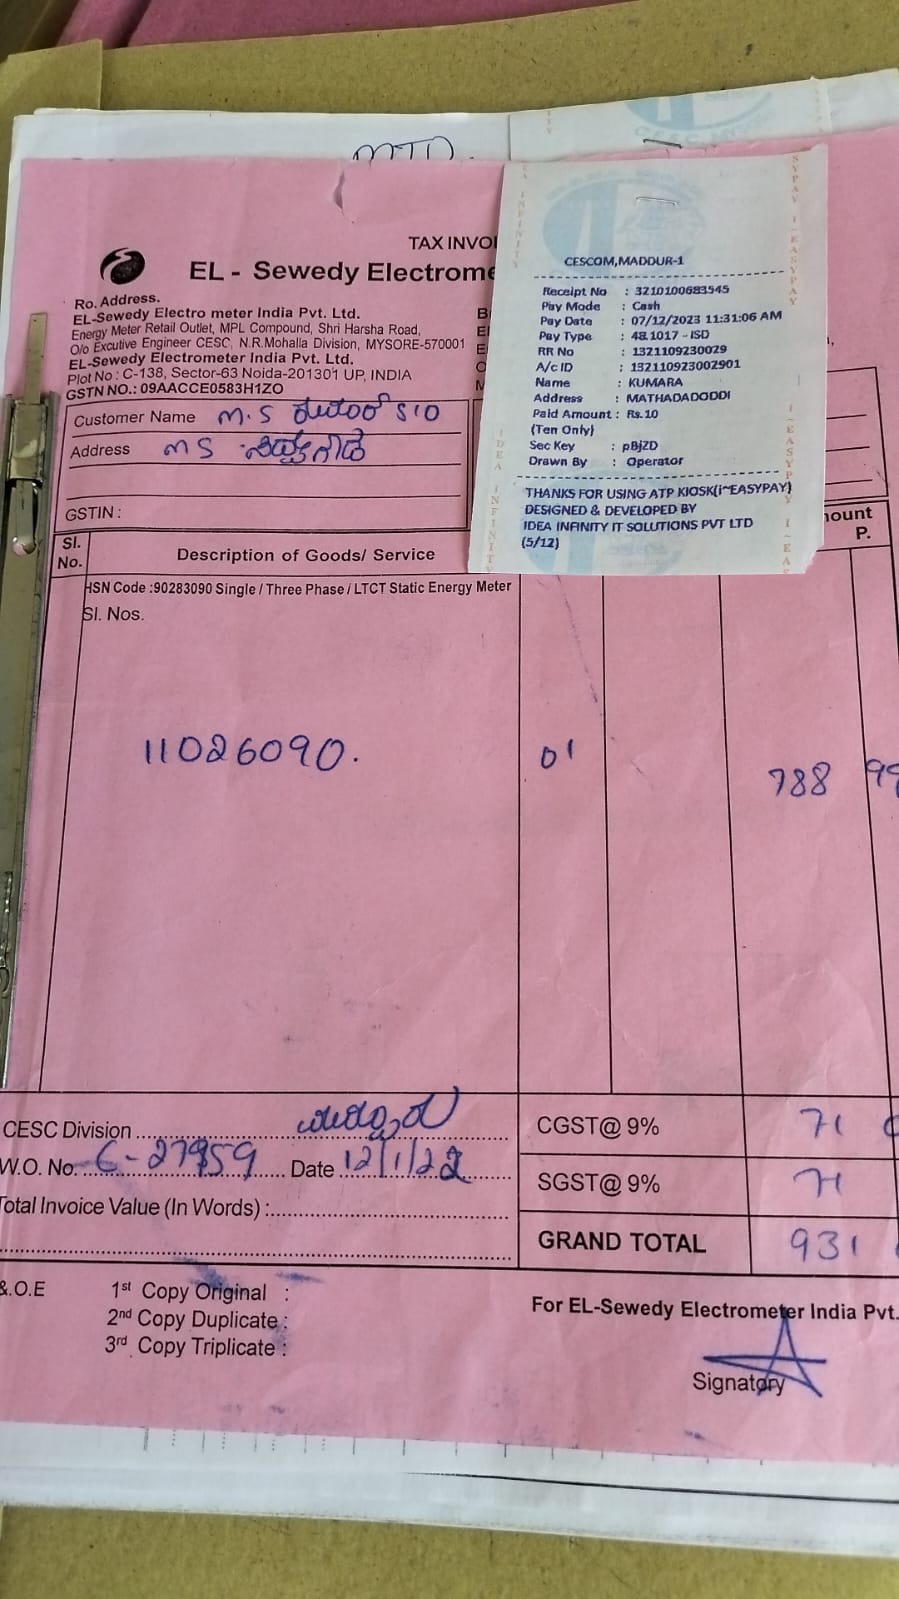 TAX INVOI
EL - Sewedy Electrome
Ro. Address.
EL-Sewedy Electro meter India Pvt. Ltd.
Energy Meter Retail Outlet, MPL Compound, Shri Harsha Road,
O/o Excutive Engineer CESC, N.R.Mohalla Division, MYSORE-570001
EL-Sewedy Electrometer India Pvt. Ltd.
Plot No : C-138, Sector-63 Noida-201301 UP, INDIA
GSTN NO.: 09AACCE0583H1ZO
Customer Name M.S ಕುಮಾರ್ S/O
Address MS
GSTIN :
CESCOM,MADDUR-1
Receipt No : 3210100683545
Pay Mode : Cash
Pay Date : 07/12/2023 11:31:06 AM
Pay Type : 48.1017 - ISD
RR No : 1321109230029
A/c ID : 132110923002901
Name : KUMARA
Address : MATHADADODDI
Paid Amount : Rs.10
(Ten Only)
Sec Key : pBjZD
Drawn By : Operator
THANKS FOR USING ATP KIOSK(i~EASYPAY)
DESIGNED & DEVELOPED BY
IDEA INFINITY IT SOLUTIONS PVT LTD
(5/12)
Sl. No. Description of Goods/ Service ount P.
HSN Code :90283090 Single / Three Phase / LTCT Static Energy Meter
Sl. Nos.
11026090. 01 788 99
CESC Division ಮದ್ದೂರು CGST@ 9% 71
W.O. No. C-27959 Date 12/1/22 SGST@ 9% 71
Total Invoice Value (In Words) : GRAND TOTAL 931
&.O.E 1st Copy Original :
2nd Copy Duplicate :
3rd Copy Triplicate :
For EL-Sewedy Electrometer India Pvt.
Signatory